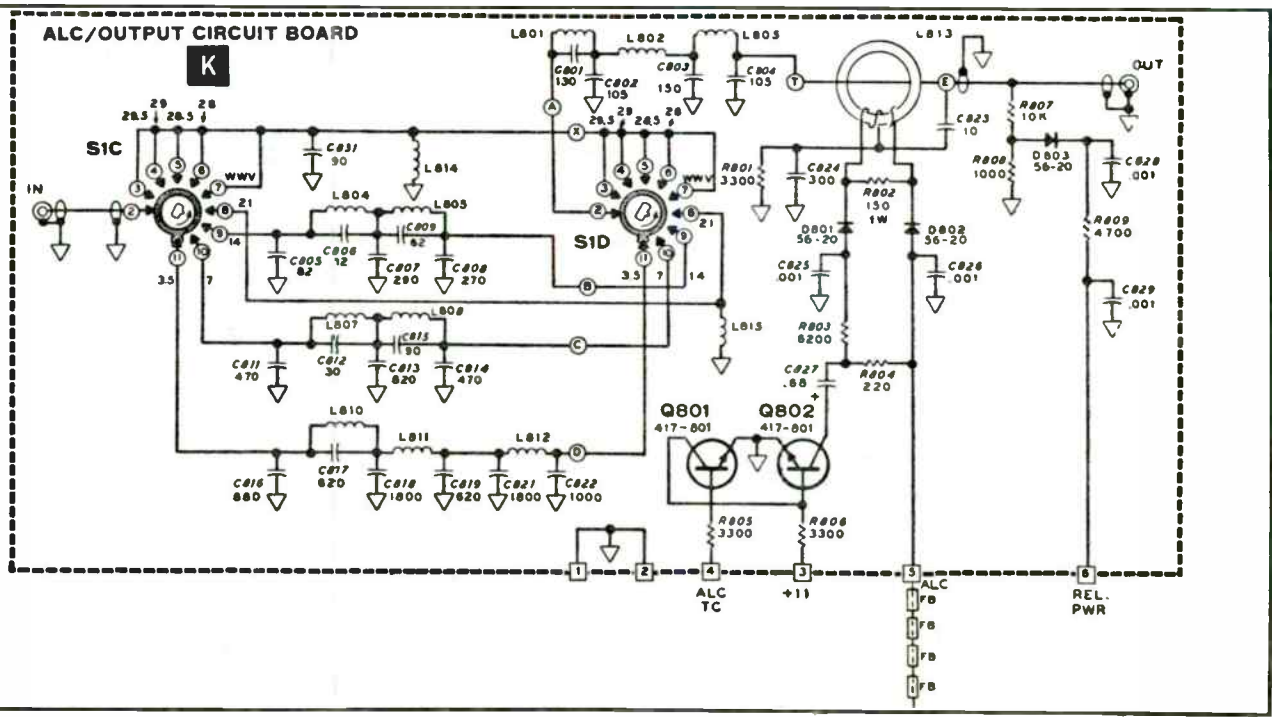 ALC/OUTPUT CIRCUIT BOARD
K
L801
L802
L803
L813
OUT
C801
130
C802
105
C803
150
C804
105
T
E
C823
10
R807
10K
D803
56-20
C828
.001
R808
1000
R809
4700
C829
.001
29
28.5
28
S1C
3
4
5
6
7
WWV
IN
2
8
21
9
14
10
11
3.5
7
C831
90
L814
X
A
29
28.5
28.5
28
3
4
5
6
WWV
7
2
8
21
S1D
9
10
11
3.5
7
14
R801
3300
C824
300
R802
150
1W
D801
56-20
D802
56-20
C825
.001
C826
.001
L804
L805
C805
82
C806
12
C809
62
C807
290
C808
270
B
L815
R803
6200
R804
220
C827
.68
+
L807
L808
C811
470
C812
30
C815
90
C813
820
C814
470
C
Q801
417-801
Q802
417-801
L810
L811
L812
D
C816
880
C817
620
C818
1800
C819
620
C821
1800
C822
1000
R805
3300
R806
3300
1
2
4
3
5
6
ALC
TC
+11
ALC
REL.
PWR
FB
FB
FB
FB